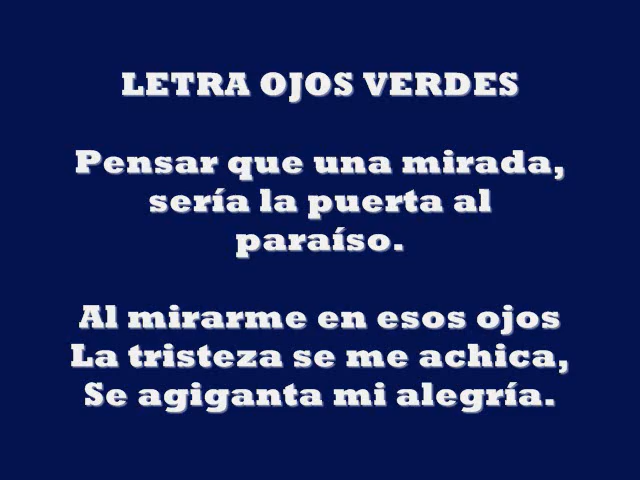 LETRA OJOS VERDES
Pensar que una mirada,
sería la puerta al
paraíso.
Al mirarme en esos ojos
La tristeza se me achica,
Se agiganta mi alegría.